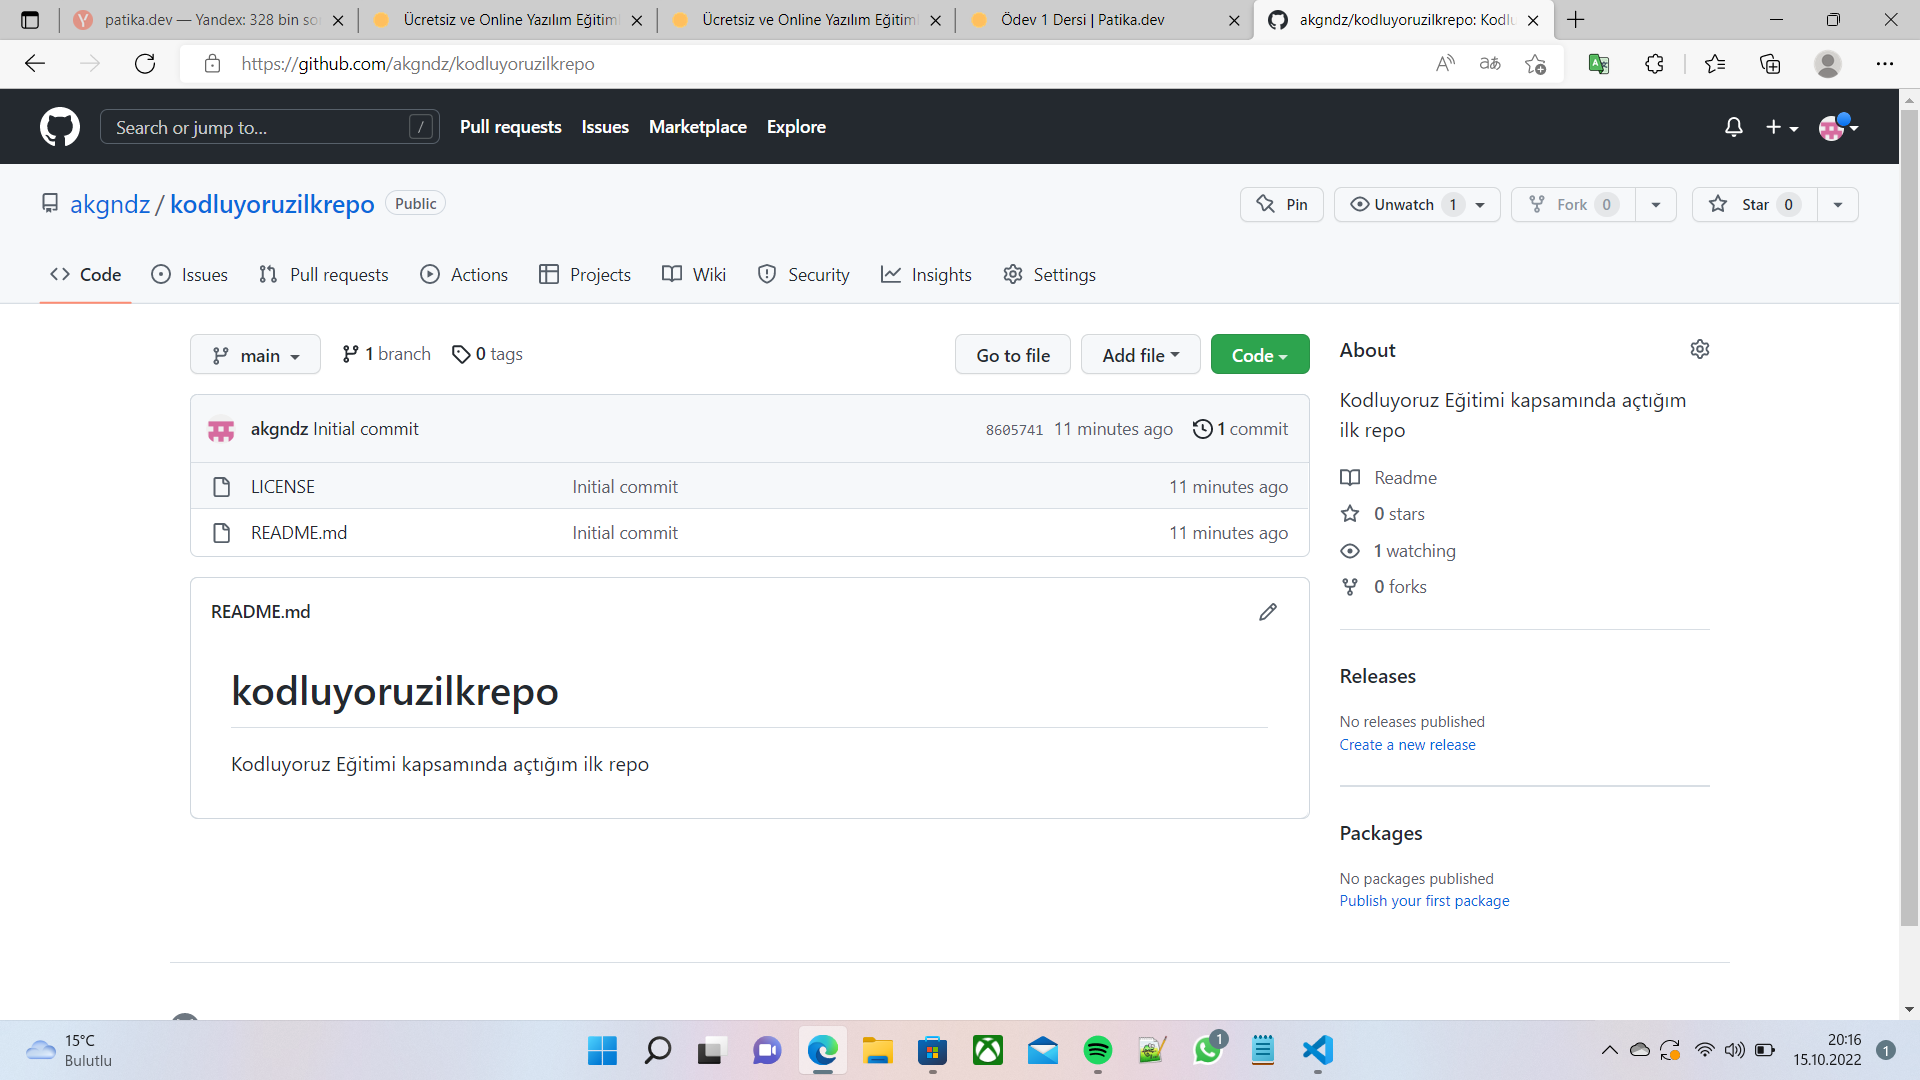 patika.dev — Yandex: 328 bin so
Ücretsiz ve Online Yazılım Eğitim
Ücretsiz ve Online Yazılım Eğitim
Ödev 1 Dersi | Patika.dev
akgndz/kodluyoruzilkrepo: Kodlu
https://github.com/akgndz/kodluyoruzilkrepo
Search or jump to...
/
Pull requests
Issues
Marketplace
Explore
akgndz / kodluyoruzilkrepo
Public
Pin
Unwatch 1
Fork 0
Star 0
Code
Issues
Pull requests
Actions
Projects
Wiki
Security
Insights
Settings
main
1 branch
0 tags
Go to file
Add file
Code
akgndz Initial commit
8605741 11 minutes ago
1 commit
LICENSE
Initial commit
11 minutes ago
README.md
Initial commit
11 minutes ago
README.md
kodluyoruzilkrepo
Kodluyoruz Eğitimi kapsamında açtığım ilk repo
About
Kodluyoruz Eğitimi kapsamında açtığım
ilk repo
Readme
0 stars
1 watching
0 forks
Releases
No releases published
Create a new release
Packages
No packages published
Publish your first package
15°C
Bulutlu
1
20:16
15.10.2022
1